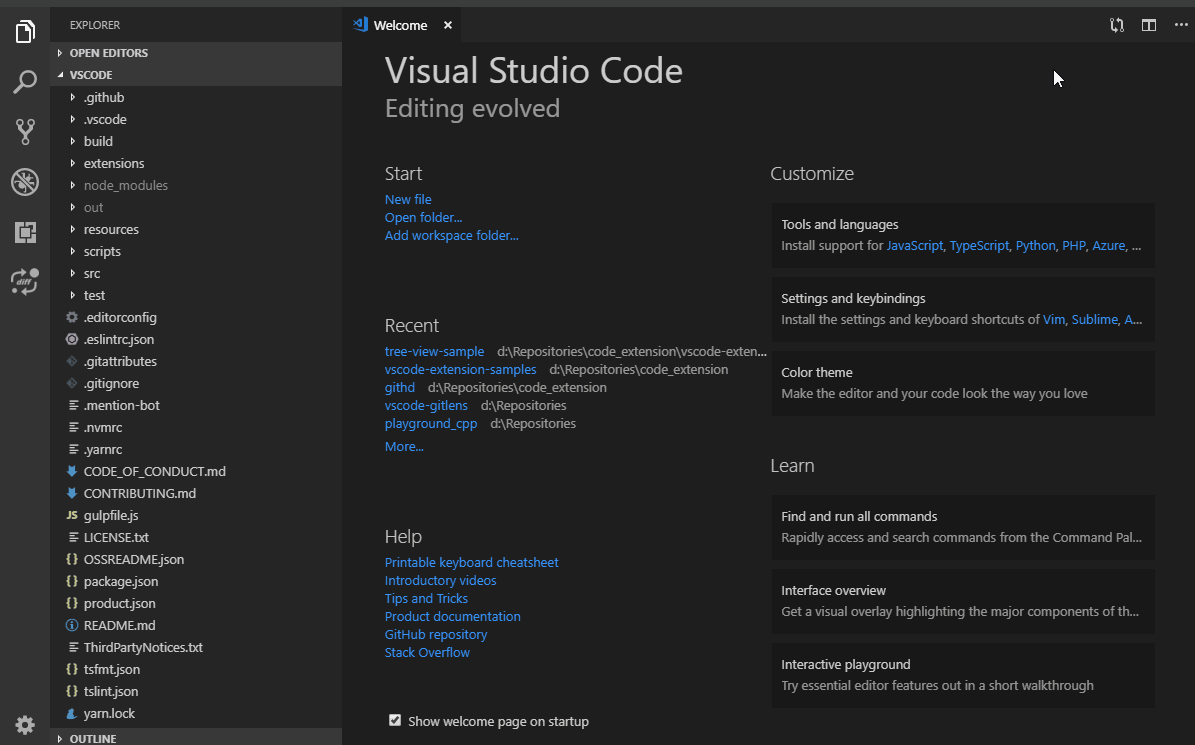 EXPLORER
OPEN EDITORS
VSCODE
.github
.vscode
build
extensions
node_modules
out
resources
scripts
src
test
.editorconfig
.eslintrc.json
.gitattributes
.gitignore
.mention-bot
.nvmrc
.yarnrc
CODE_OF_CONDUCT.md
CONTRIBUTING.md
JS gulpfile.js
LICENSE.txt
{} OSSREADME.json
{} package.json
{} product.json
README.md
ThirdPartyNotices.txt
{} tsfmt.json
{} tslint.json
yarn.lock
OUTLINE
diff
Welcome
Visual Studio Code
Editing evolved
Start
New file
Open folder...
Add workspace folder...
Recent
tree-view-sample d:\Repositories\code_extension\vscode-exten...
vscode-extension-samples d:\Repositories\code_extension
githd d:\Repositories\code_extension
vscode-gitlens d:\Repositories
playground_cpp d:\Repositories
More...
Help
Printable keyboard cheatsheet
Introductory videos
Tips and Tricks
Product documentation
GitHub repository
Stack Overflow
Show welcome page on startup
Customize
Tools and languages
Install support for JavaScript, TypeScript, Python, PHP, Azure, ...
Settings and keybindings
Install the settings and keyboard shortcuts of Vim, Sublime, A...
Color theme
Make the editor and your code look the way you love
Learn
Find and run all commands
Rapidly access and search commands from the Command Pal...
Interface overview
Get a visual overlay highlighting the major components of th...
Interactive playground
Try essential editor features out in a short walkthrough